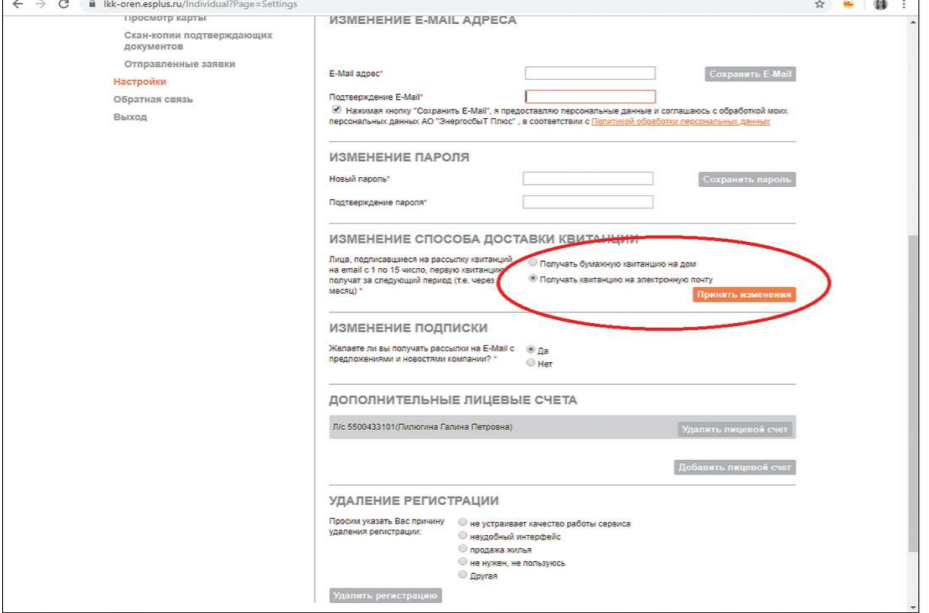 lkk-oren.esplus.ru/Individual?Page=Settings
Просмотр карты
Скан-копии подтверждающих
документов
Отправленные заявки
Настройки
Обратная связь
Выход
ИЗМЕНЕНИЕ E-MAIL АДРЕСА
E-Mail адрес*
Сохранить E-Mail
Подтверждение E-Mail*
Нажимая кнопку "Сохранить E-Mail", я предоставляю персональные данные и соглашаюсь с обработкой моих
персональных данных АО "ЭнергосбыТ Плюс" , в соответствии с Политикой обработки персональных данных
ИЗМЕНЕНИЕ ПАРОЛЯ
Новый пароль*
Сохранить пароль
Подтверждение пароля*
ИЗМЕНЕНИЕ СПОСОБА ДОСТАВКИ КВИТАНЦИИ
Лица, подписавшиеся на рассылку квитанций
на email с 1 по 15 число, первую квитанцию
получат за следующий период (т.е. через
месяц) *
Получать бумажную квитанцию на дом
Получать квитанцию на электронную почту
Принять изменения
ИЗМЕНЕНИЕ ПОДПИСКИ
Желаете ли вы получать рассылки на E-Mail с
предложениями и новостями компании? *
Да
Нет
ДОПОЛНИТЕЛЬНЫЕ ЛИЦЕВЫЕ СЧЕТА
Л/с 5500433101(Пилюгина Галина Петровна)
Удалить лицевой счет
Добавить лицевой счет
УДАЛЕНИЕ РЕГИСТРАЦИИ
Просим указать Вас причину
удаления регистрации:
не устраивает качество работы сервиса
неудобный интерфейс
продажа жилья
не нужен, не пользуюсь
Другая
Удалить регистрацию